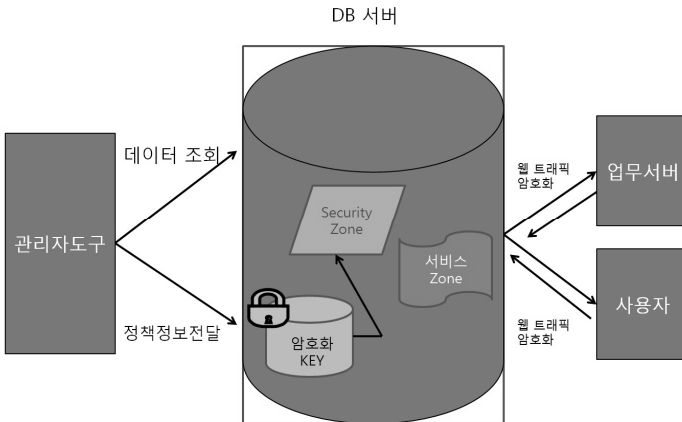 DB 서버
데이터 조회
관리자도구
정책정보전달
Security
Zone
서비스
Zone
암호화
KEY
웹 트래픽
암호화
업무서버
사용자
웹 트래픽
암호화